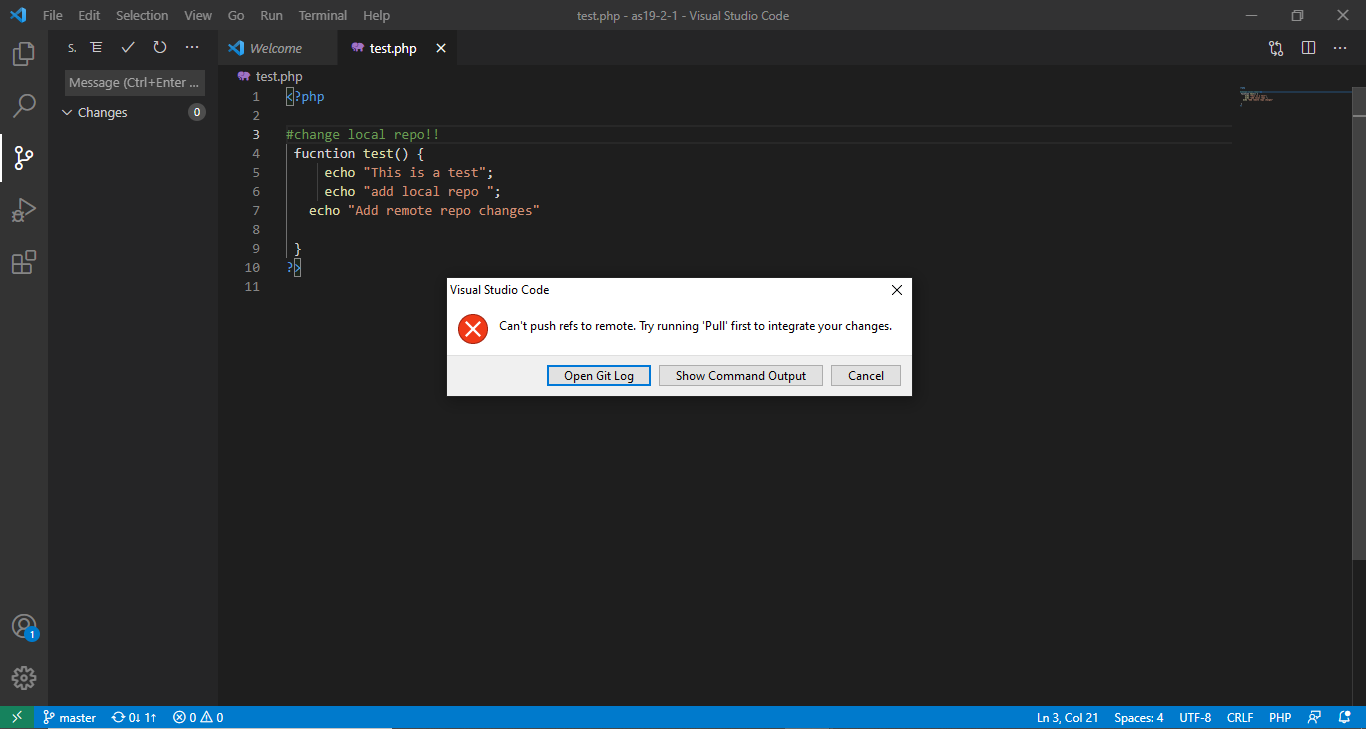 File Edit Selection View Go Run Terminal Help
test.php - as19-2-1 - Visual Studio Code
S.
Welcome
test.php
Message (Ctrl+Enter ...
Changes
0
test.php
1 <?php
2
3 #change local repo!!
4 fucntion test() {
5 echo "This is a test";
6 echo "add local repo ";
7 echo "Add remote repo changes"
8
9 }
10 ?>
11
Visual Studio Code
Can't push refs to remote. Try running 'Pull' first to integrate your changes.
Open Git Log
Show Command Output
Cancel
1
master 0↓ 1↑ 0 0
Ln 3, Col 21 Spaces: 4 UTF-8 CRLF PHP